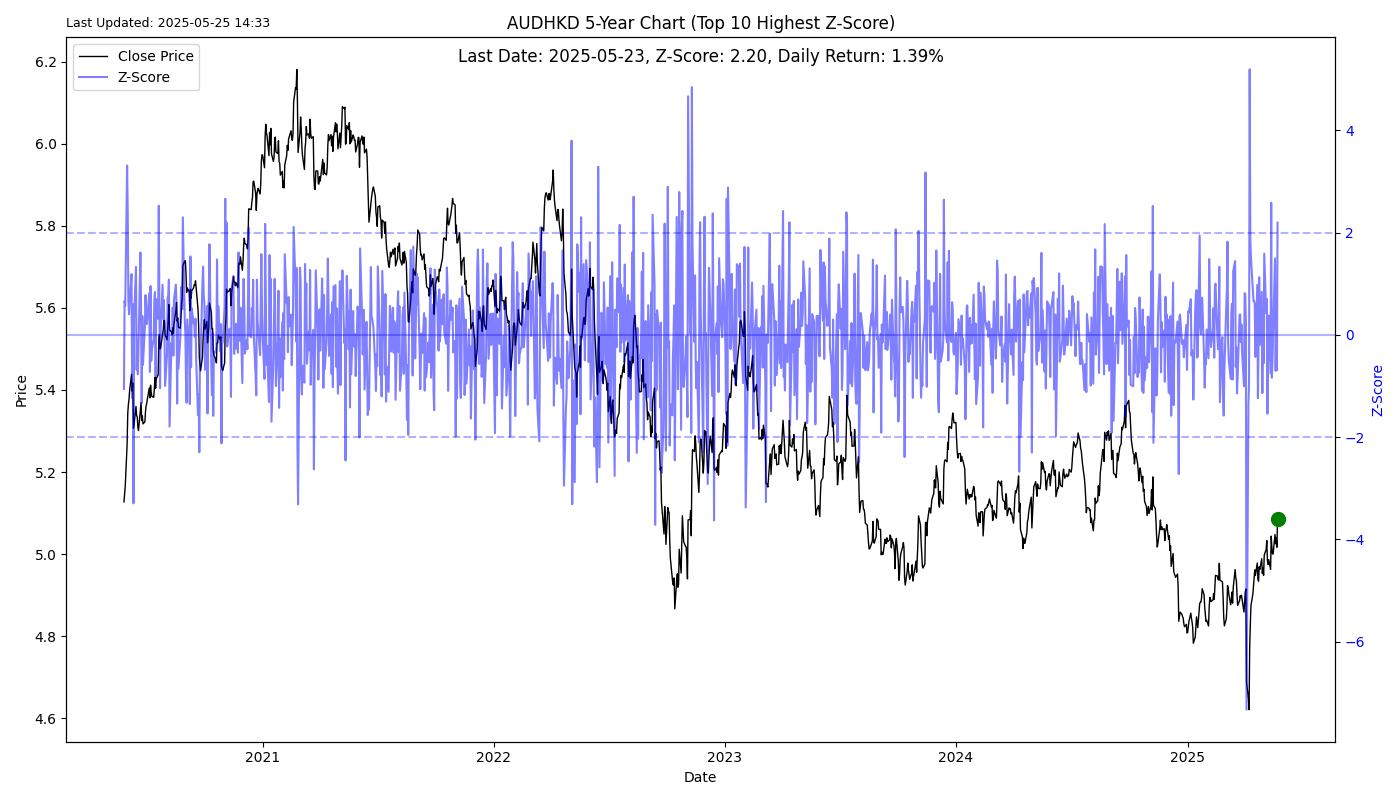 Last Updated: 2025-05-25 14:33
AUDHKD 5-Year Chart (Top 10 Highest Z-Score)
Last Date: 2025-05-23, Z-Score: 2.20, Daily Return: 1.39%
Close Price
Z-Score
6.2
6.0
5.8
5.6
5.4
5.2
5.0
4.8
4.6
Price
4
2
0
−2
−4
−6
Z-Score
2021
2022
2023
2024
2025
Date